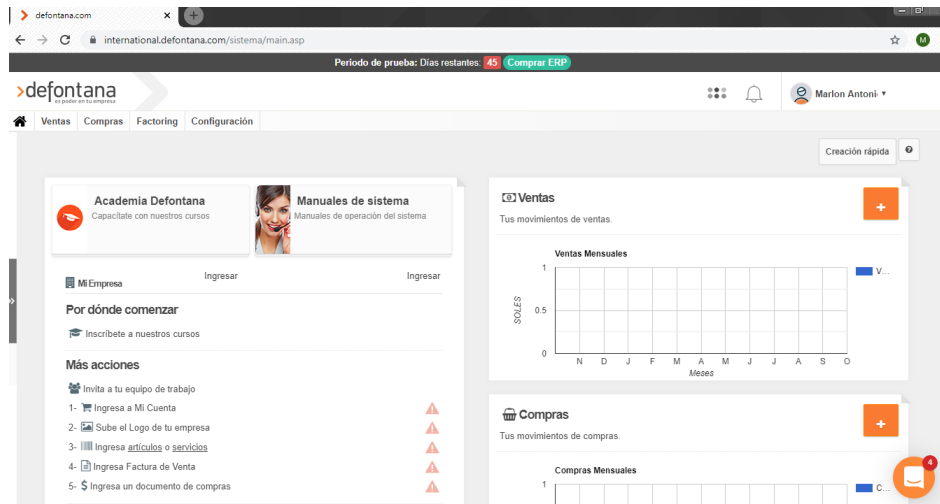 defontana.com
international.defontana.com/sistema/main.asp
M
Periodo de prueba: Días restantes: 45 Comprar ERP
defontana
es poder en tu empresa
Marlon Antoni
Ventas Compras Factoring Configuración
Creación rápida
Academia Defontana
Capacítate con nuestros cursos
Manuales de sistema
Manuales de operación del sistema
Ingresar Ingresar
Mi Empresa
Por dónde comenzar
Inscríbete a nuestros cursos
Más acciones
Invita a tu equipo de trabajo
1- Ingresa a Mi Cuenta
2- Sube el Logo de tu empresa
3- Ingresa artículos o servicios
4- Ingresa Factura de Venta
5- $ Ingresa un documento de compras
Ventas
+
Tus movimientos de ventas.
Ventas Mensuales
1
0.5
0
SOLES
N D J F M A M J J A S O
Meses
V...
Compras
+
Tus movimientos de compras.
Compras Mensuales
1
C...
4